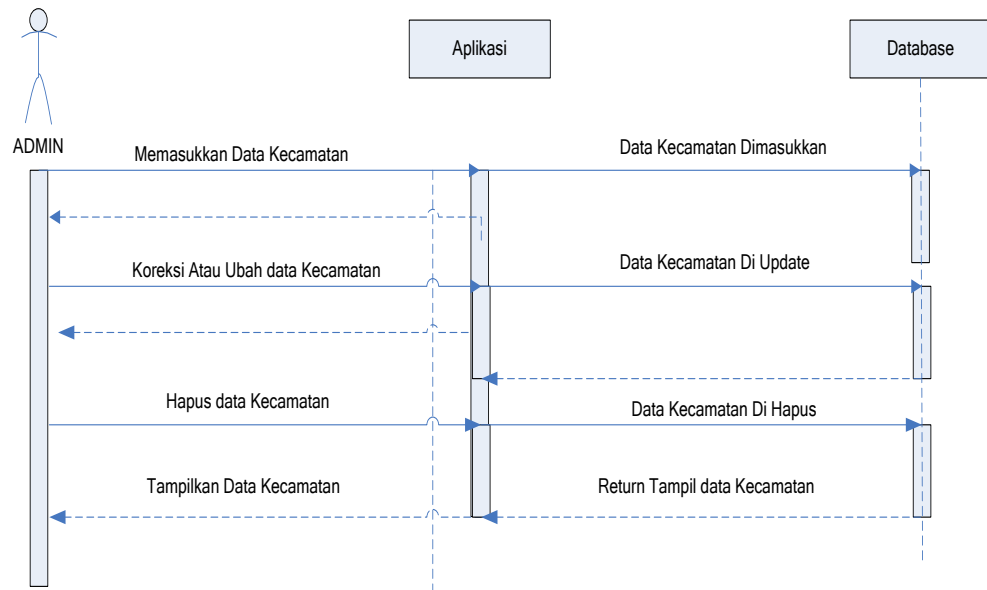 Aplikasi
Database
ADMIN
Memasukkan Data Kecamatan
Data Kecamatan Dimasukkan
Koreksi Atau Ubah data Kecamatan
Data Kecamatan Di Update
Hapus data Kecamatan
Data Kecamatan Di Hapus
Tampilkan Data Kecamatan
Return Tampil data Kecamatan